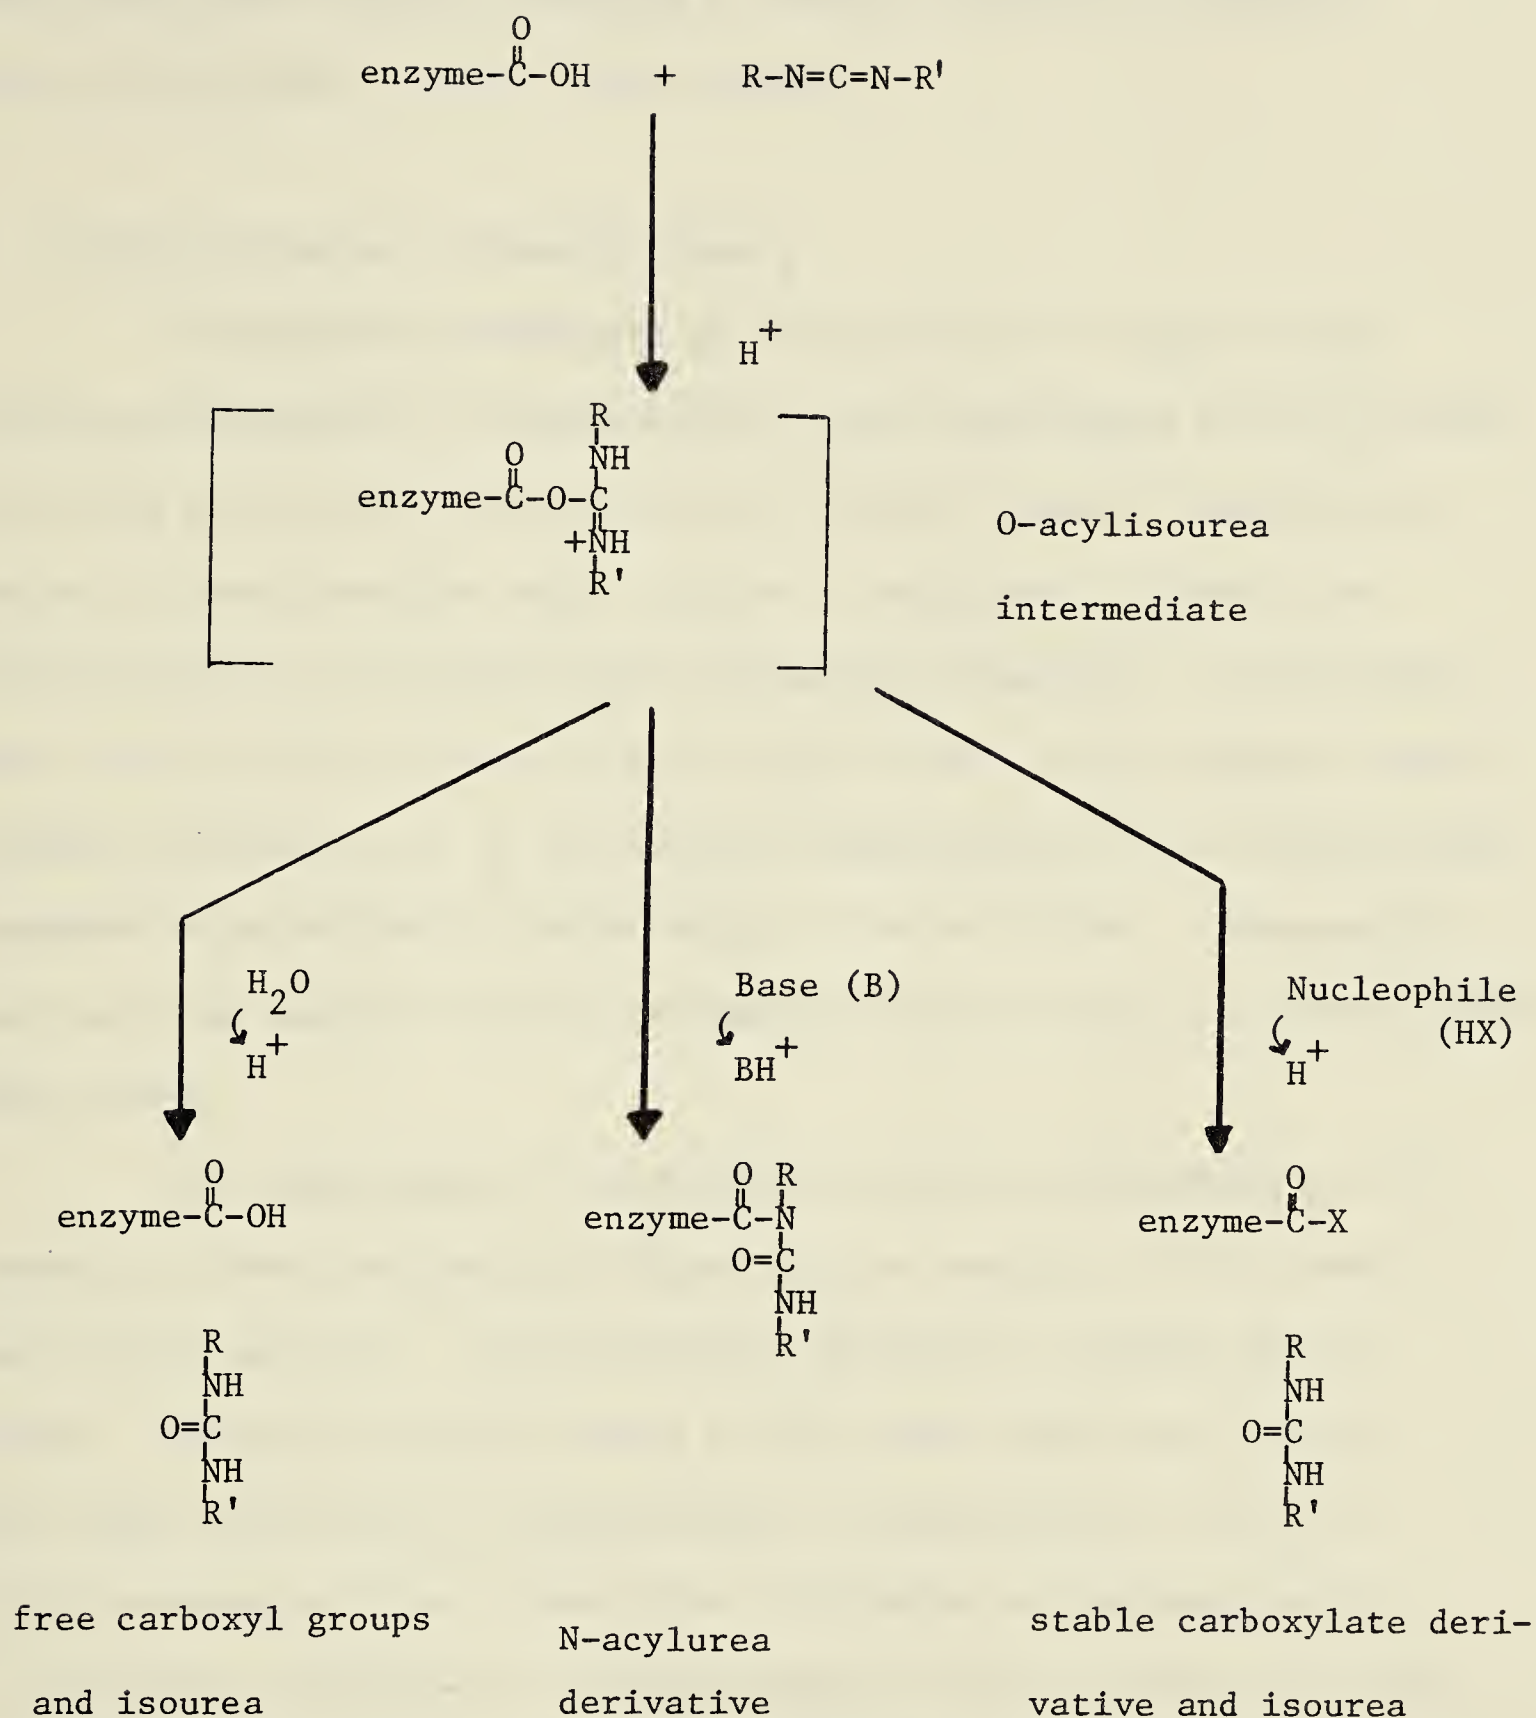 O
enzyme-C-OH + R-N=C=N-R'
H+
R
O NH
enzyme-C-O-C
+NH
R'
O-acylisourea
intermediate
H2O Base (B) Nucleophile
(HX)
H+ BH+ H+
O O R O
enzyme-C-OH enzyme-C-N enzyme-C-X
O=C
NH
R'
R R
NH NH
O=C O=C
NH NH
R' R'
free carboxyl groups N-acylurea stable carboxylate deri-
and isourea derivative vative and isourea